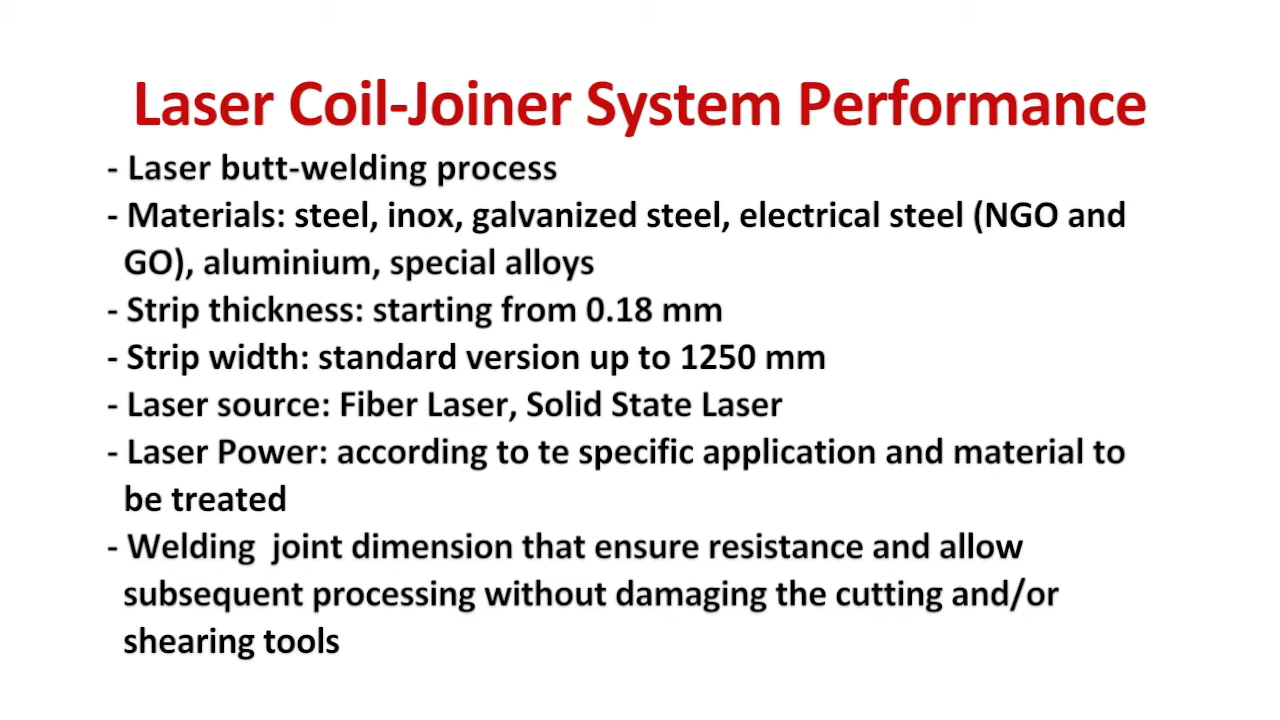 Laser Coil-Joiner System Performance
- Laser butt-welding process
- Materials: steel, inox, galvanized steel, electrical steel (NGO and
GO), aluminium, special alloys
- Strip thickness: starting from 0.18 mm
- Strip width: standard version up to 1250 mm
- Laser source: Fiber Laser, Solid State Laser
- Laser Power: according to te specific application and material to
be treated
- Welding  joint dimension that ensure resistance and allow
subsequent processing without damaging the cutting and/or
shearing tools